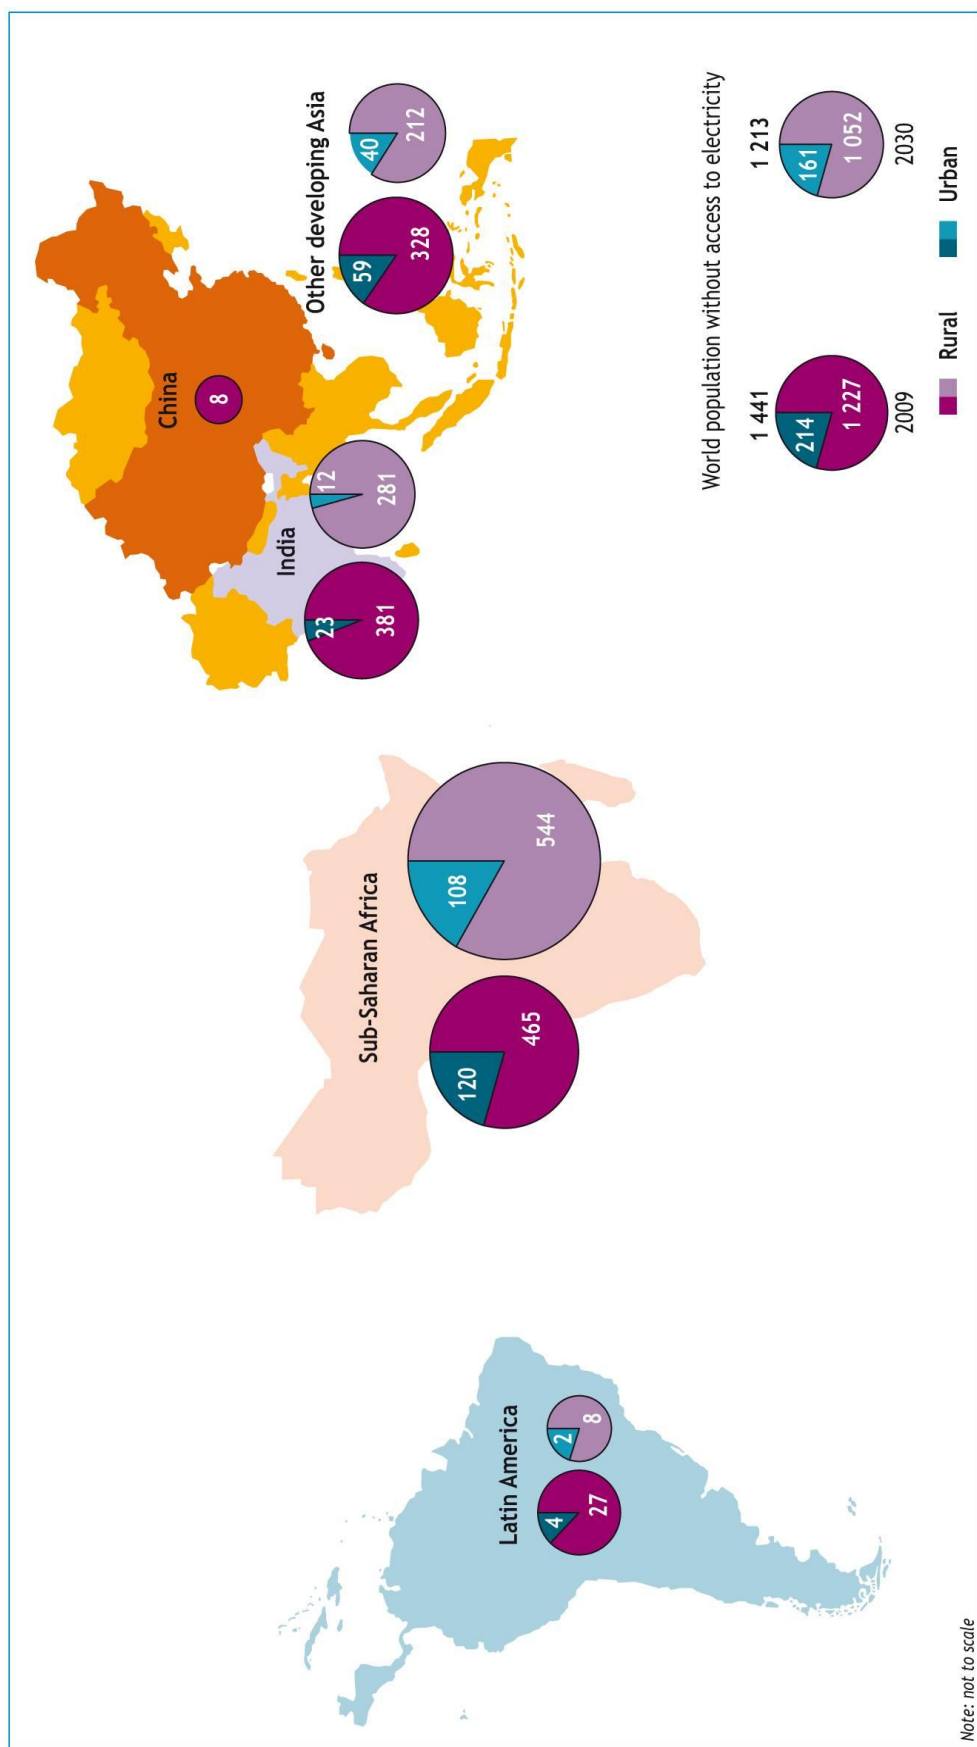 Latin America
4
27
2
8
Sub-Saharan Africa
120
465
108
544
India
23
381
12
281
China
8
Other developing Asia
59
328
40
212
World population without access to electricity
1 441
214
1 227
2009
1 213
161
1 052
2030
Rural
Urban
Note: not to scale